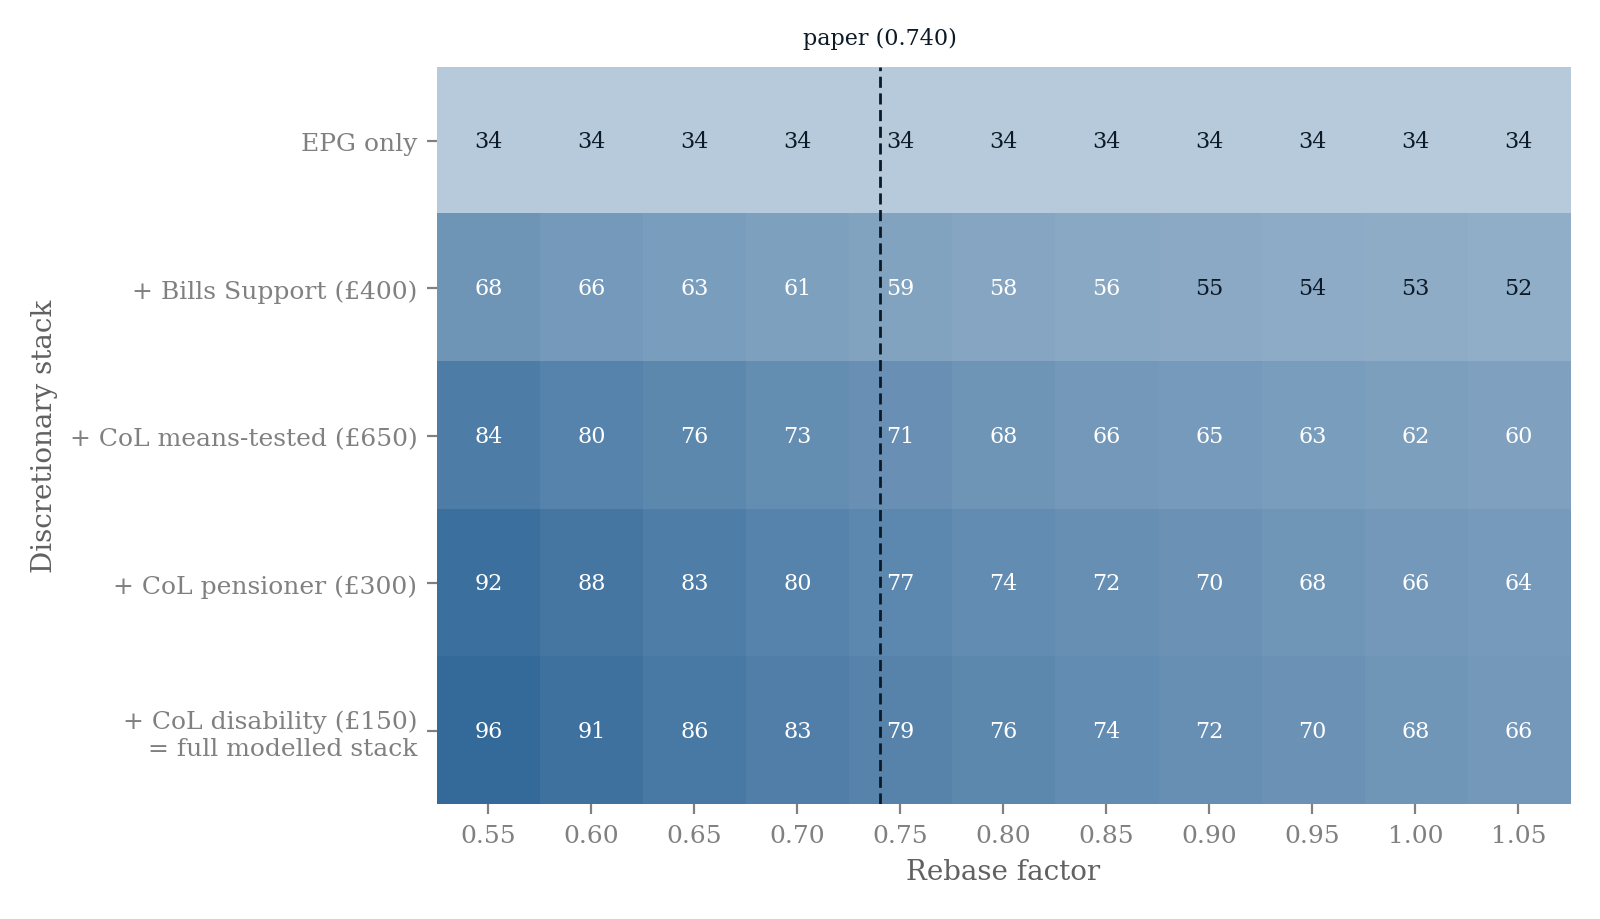 paper (0.740)
EPG only 34 34 34 34 34 34 34 34 34 34 34
+ Bills Support (£400) 68 66 63 61 59 58 56 55 54 53 52
+ CoL means-tested (£650) 84 80 76 73 71 68 66 65 63 62 60
+ CoL pensioner (£300) 92 88 83 80 77 74 72 70 68 66 64
+ CoL disability (£150)
= full modelled stack 96 91 86 83 79 76 74 72 70 68 66
0.55 0.60 0.65 0.70 0.75 0.80 0.85 0.90 0.95 1.00 1.05
Rebase factor
Discretionary stack